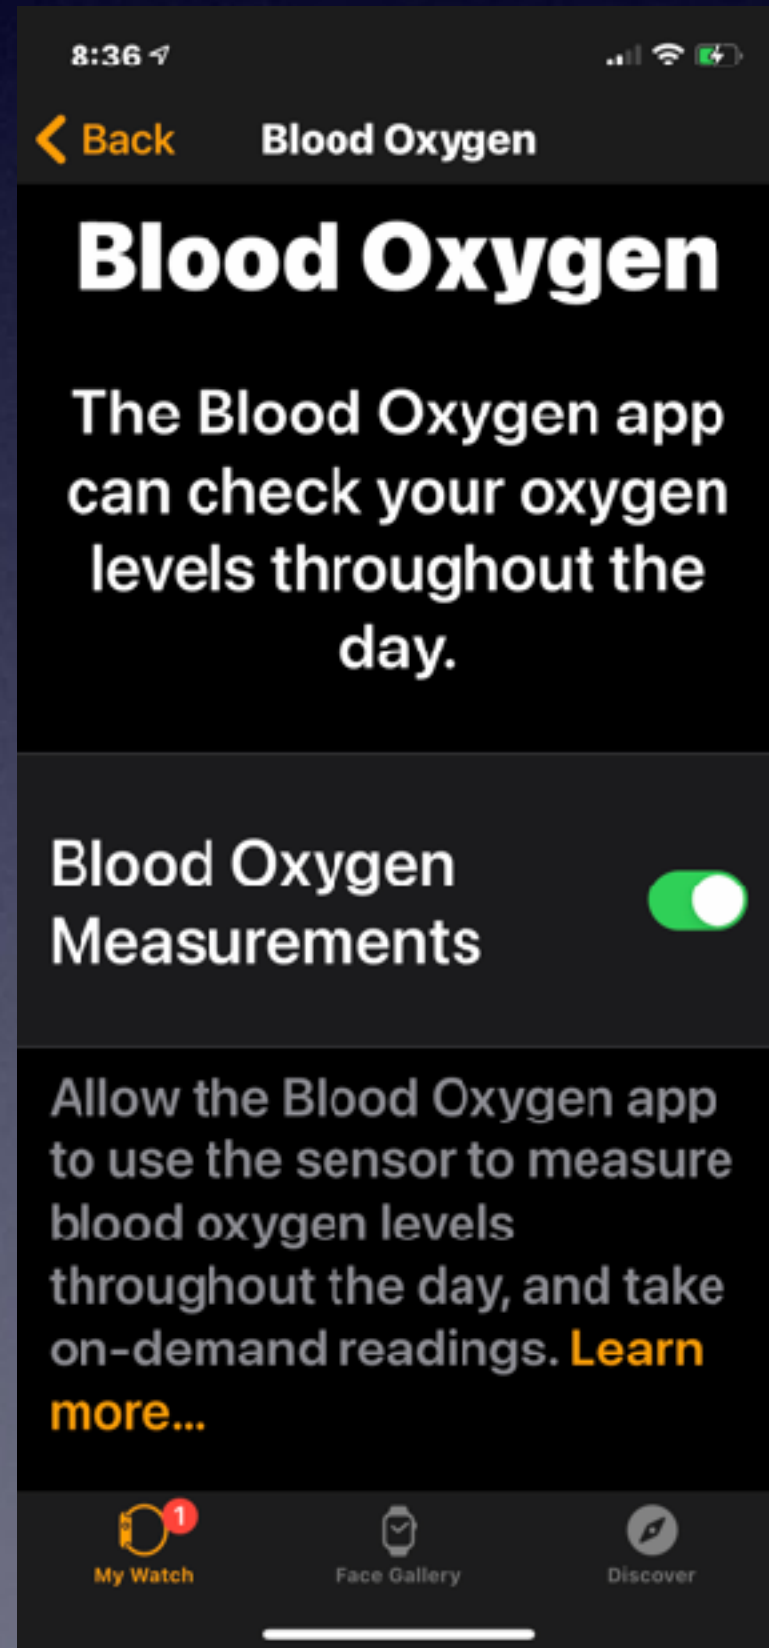 8:36
Back
Blood Oxygen
Blood Oxygen
The Blood Oxygen app
can check your oxygen
levels throughout the
day.
Blood Oxygen
Measurements
Allow the Blood Oxygen app
to use the sensor to measure
blood oxygen levels
throughout the day, and take
on-demand readings. Learn
more...
1
My Watch
Face Gallery
Discover